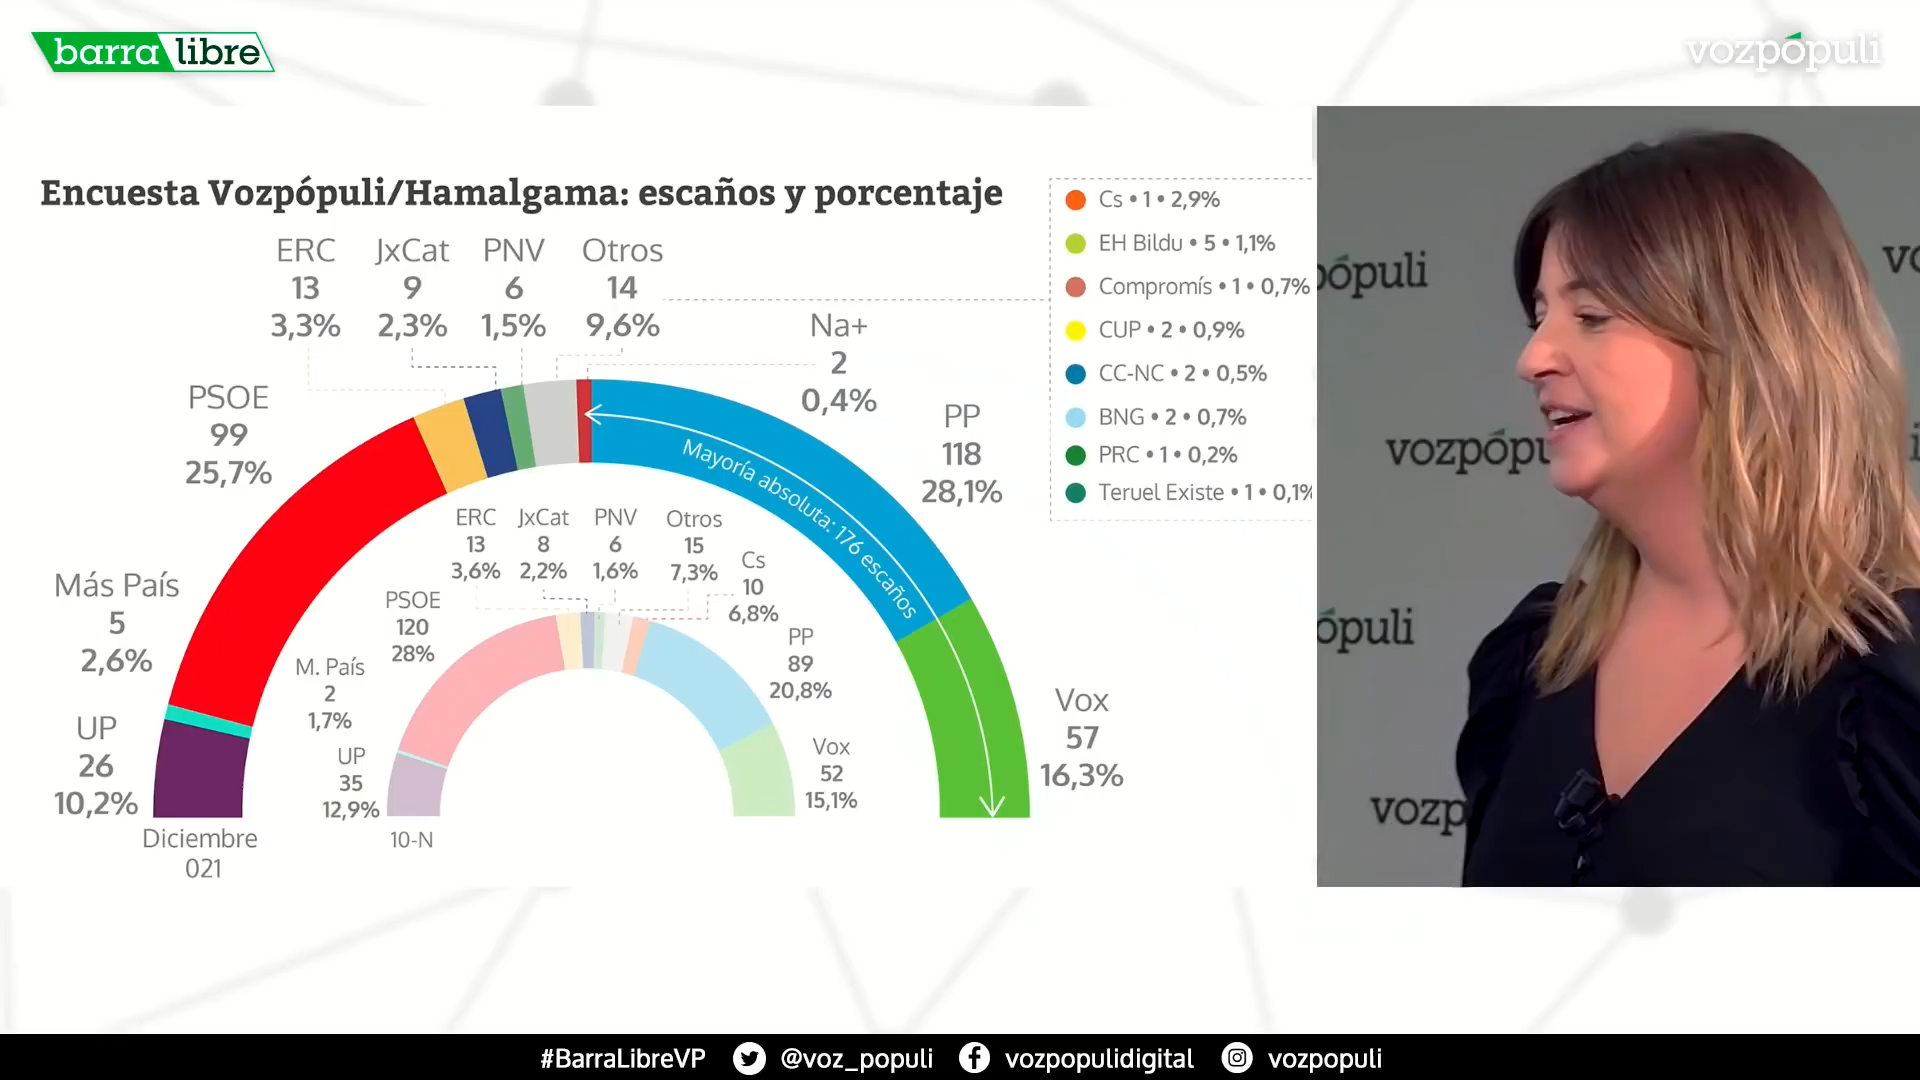 barra libre
vozpópuli
Encuesta Vozpópuli/Hamalgama: escaños y porcentaje
ERC
13
3,3%
JxCat
9
2,3%
PNV
6
1,5%
Otros
14
9,6%
Na+
2
0,4%
PSOE
99
25,7%
PP
118
28,1%
Más País
5
2,6%
UP
26
10,2%
Vox
57
16,3%
Mayoría absoluta: 176 escaños
Diciembre
021
ERC
13
3,6%
JxCat
8
2,2%
PNV
6
1,6%
Otros
15
7,3%
Cs
10
6,8%
PSOE
120
28%
PP
89
20,8%
M. País
2
1,7%
UP
35
12,9%
Vox
52
15,1%
10-N
Cs • 1 • 2,9%
EH Bildu • 5 • 1,1%
Compromís • 1 • 0,7%
CUP • 2 • 0,9%
CC-NC • 2 • 0,5%
BNG • 2 • 0,7%
PRC • 1 • 0,2%
Teruel Existe • 1 • 0,1%
pópuli
vo
vozpópu
ópuli
vozp
#BarraLibreVP @voz_populi vozpopulidigital vozpopuli